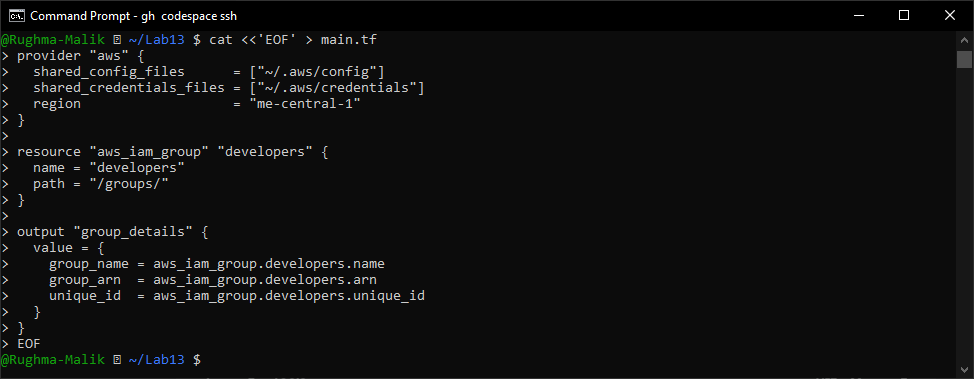 Command Prompt - gh  codespace ssh
@Rughma-Malik ~/Lab13 $ cat <<'EOF' > main.tf
> provider "aws" {
>   shared_config_files      = ["~/.aws/config"]
>   shared_credentials_files = ["~/.aws/credentials"]
>   region                   = "me-central-1"
> }
>
> resource "aws_iam_group" "developers" {
>   name = "developers"
>   path = "/groups/"
> }
>
> output "group_details" {
>   value = {
>     group_name = aws_iam_group.developers.name
>     group_arn  = aws_iam_group.developers.arn
>     unique_id  = aws_iam_group.developers.unique_id
>   }
> }
> EOF
@Rughma-Malik ~/Lab13 $